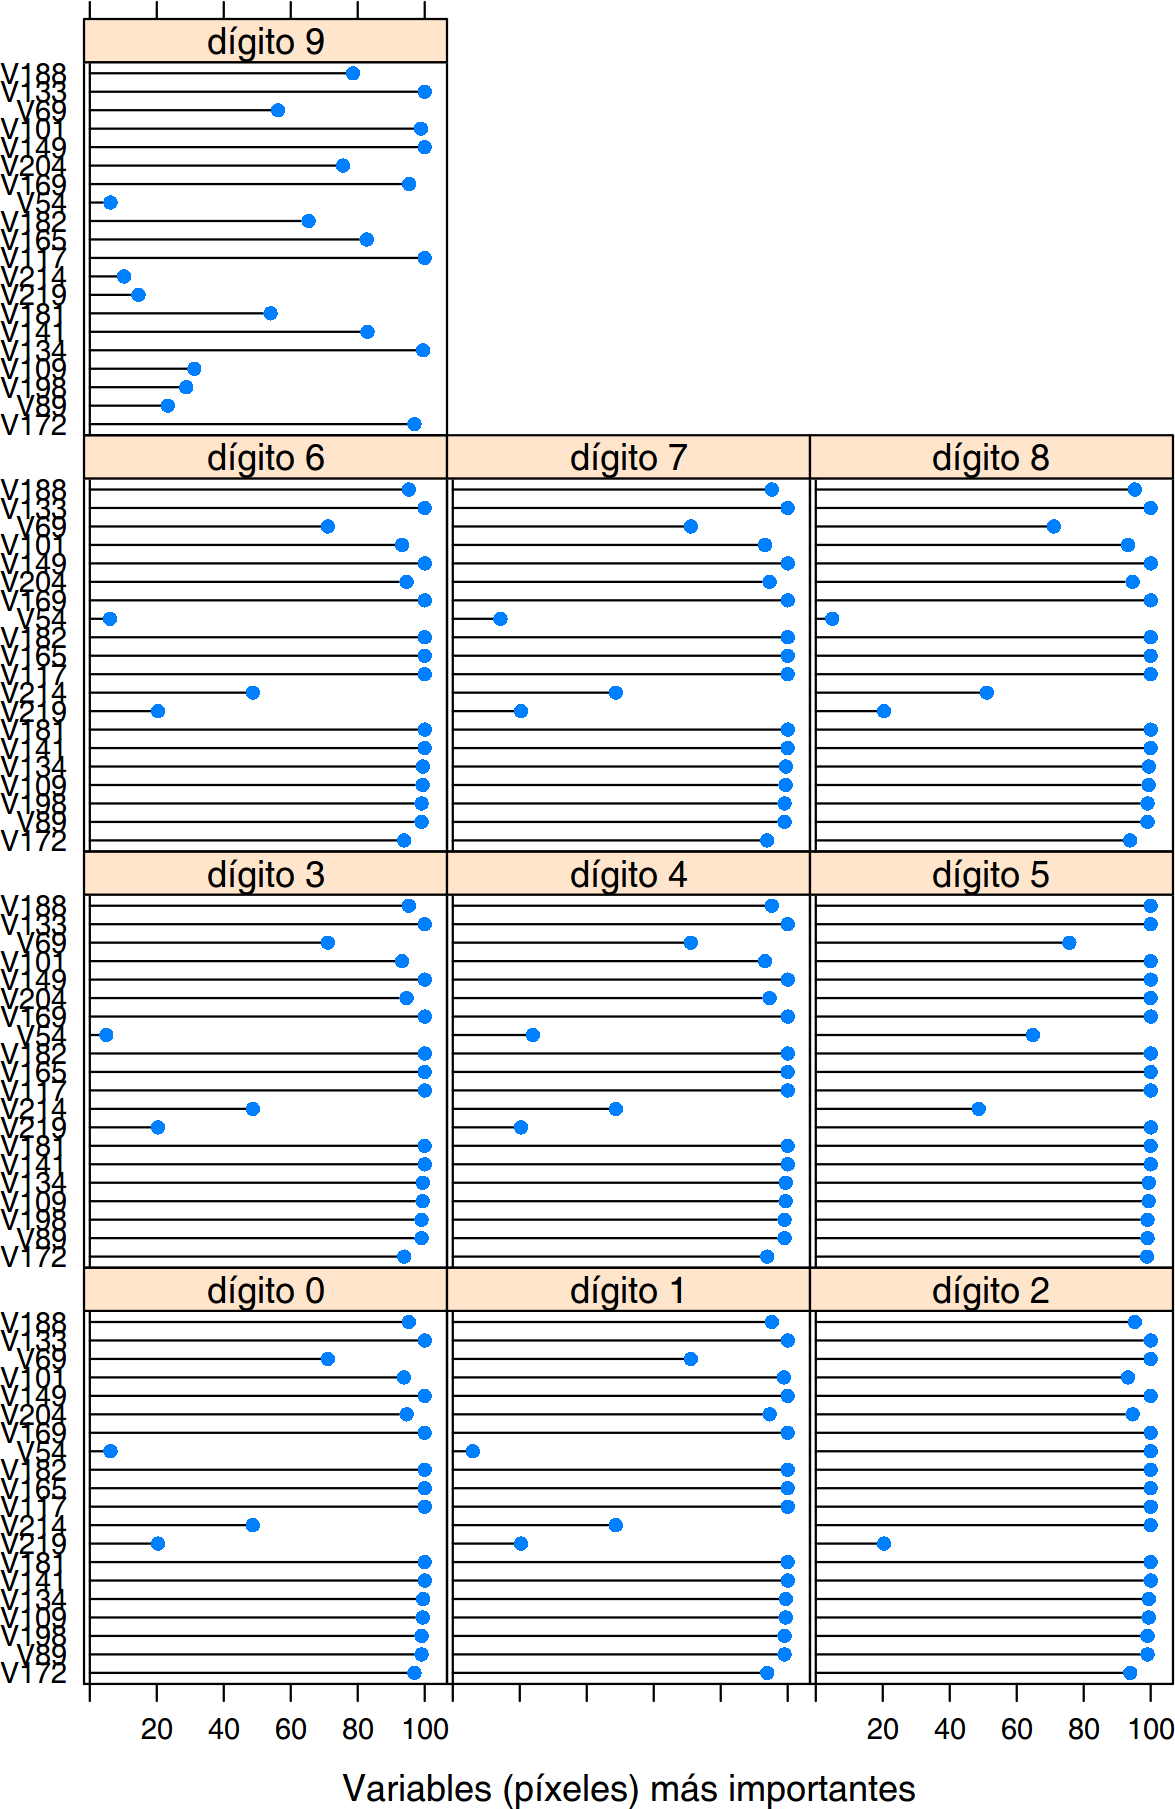 dígito 9
V188
V133
V69
V101
V149
V204
V169
V54
V182
V165
V117
V214
V219
V181
V141
V134
V109
V198
V89
V172
dígito 6 dígito 7 dígito 8
V188
V133
V69
V101
V149
V204
V169
V54
V182
V165
V117
V214
V219
V181
V141
V134
V109
V198
V89
V172
dígito 3 dígito 4 dígito 5
V188
V133
V69
V101
V149
V204
V169
V54
V182
V165
V117
V214
V219
V181
V141
V134
V109
V198
V89
V172
dígito 0 dígito 1 dígito 2
V188
V133
V69
V101
V149
V204
V169
V54
V182
V165
V117
V214
V219
V181
V141
V134
V109
V198
V89
V172
20 40 60 80 100 20 40 60 80 100
Variables (píxeles) más importantes